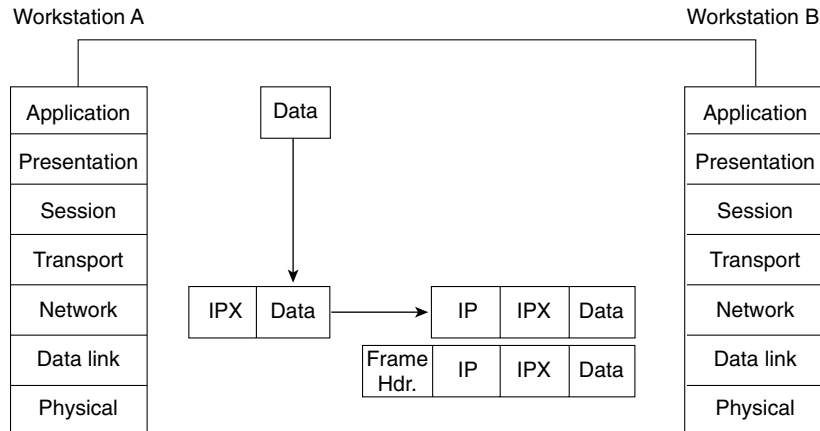 Workstation A
Workstation B
Application
Data
Application
Presentation
Presentation
Session
Session
Transport
Transport
Network
IPX Data
IP IPX Data
Network
Data link
Frame
Hdr.
IP IPX Data
Data link
Physical
Physical